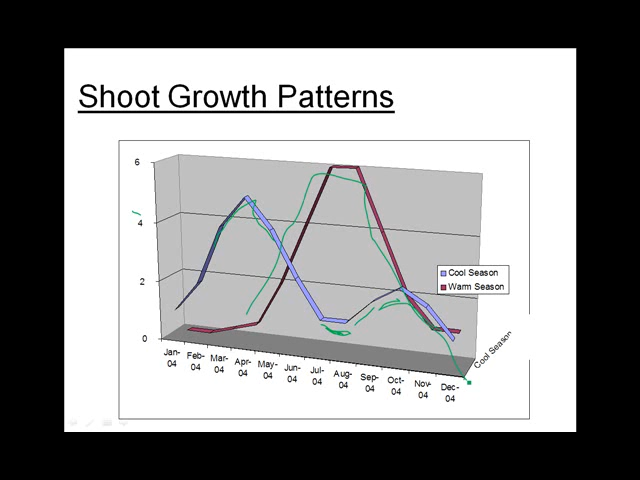 Shoot Growth Patterns
6
4
2
0
Jan-04
Feb-04
Mar-04
Apr-04
May-04
Jun-04
Jul-04
Aug-04
Sep-04
Oct-04
Nov-04
Dec-04
Cool Season
Cool Season
Warm Season